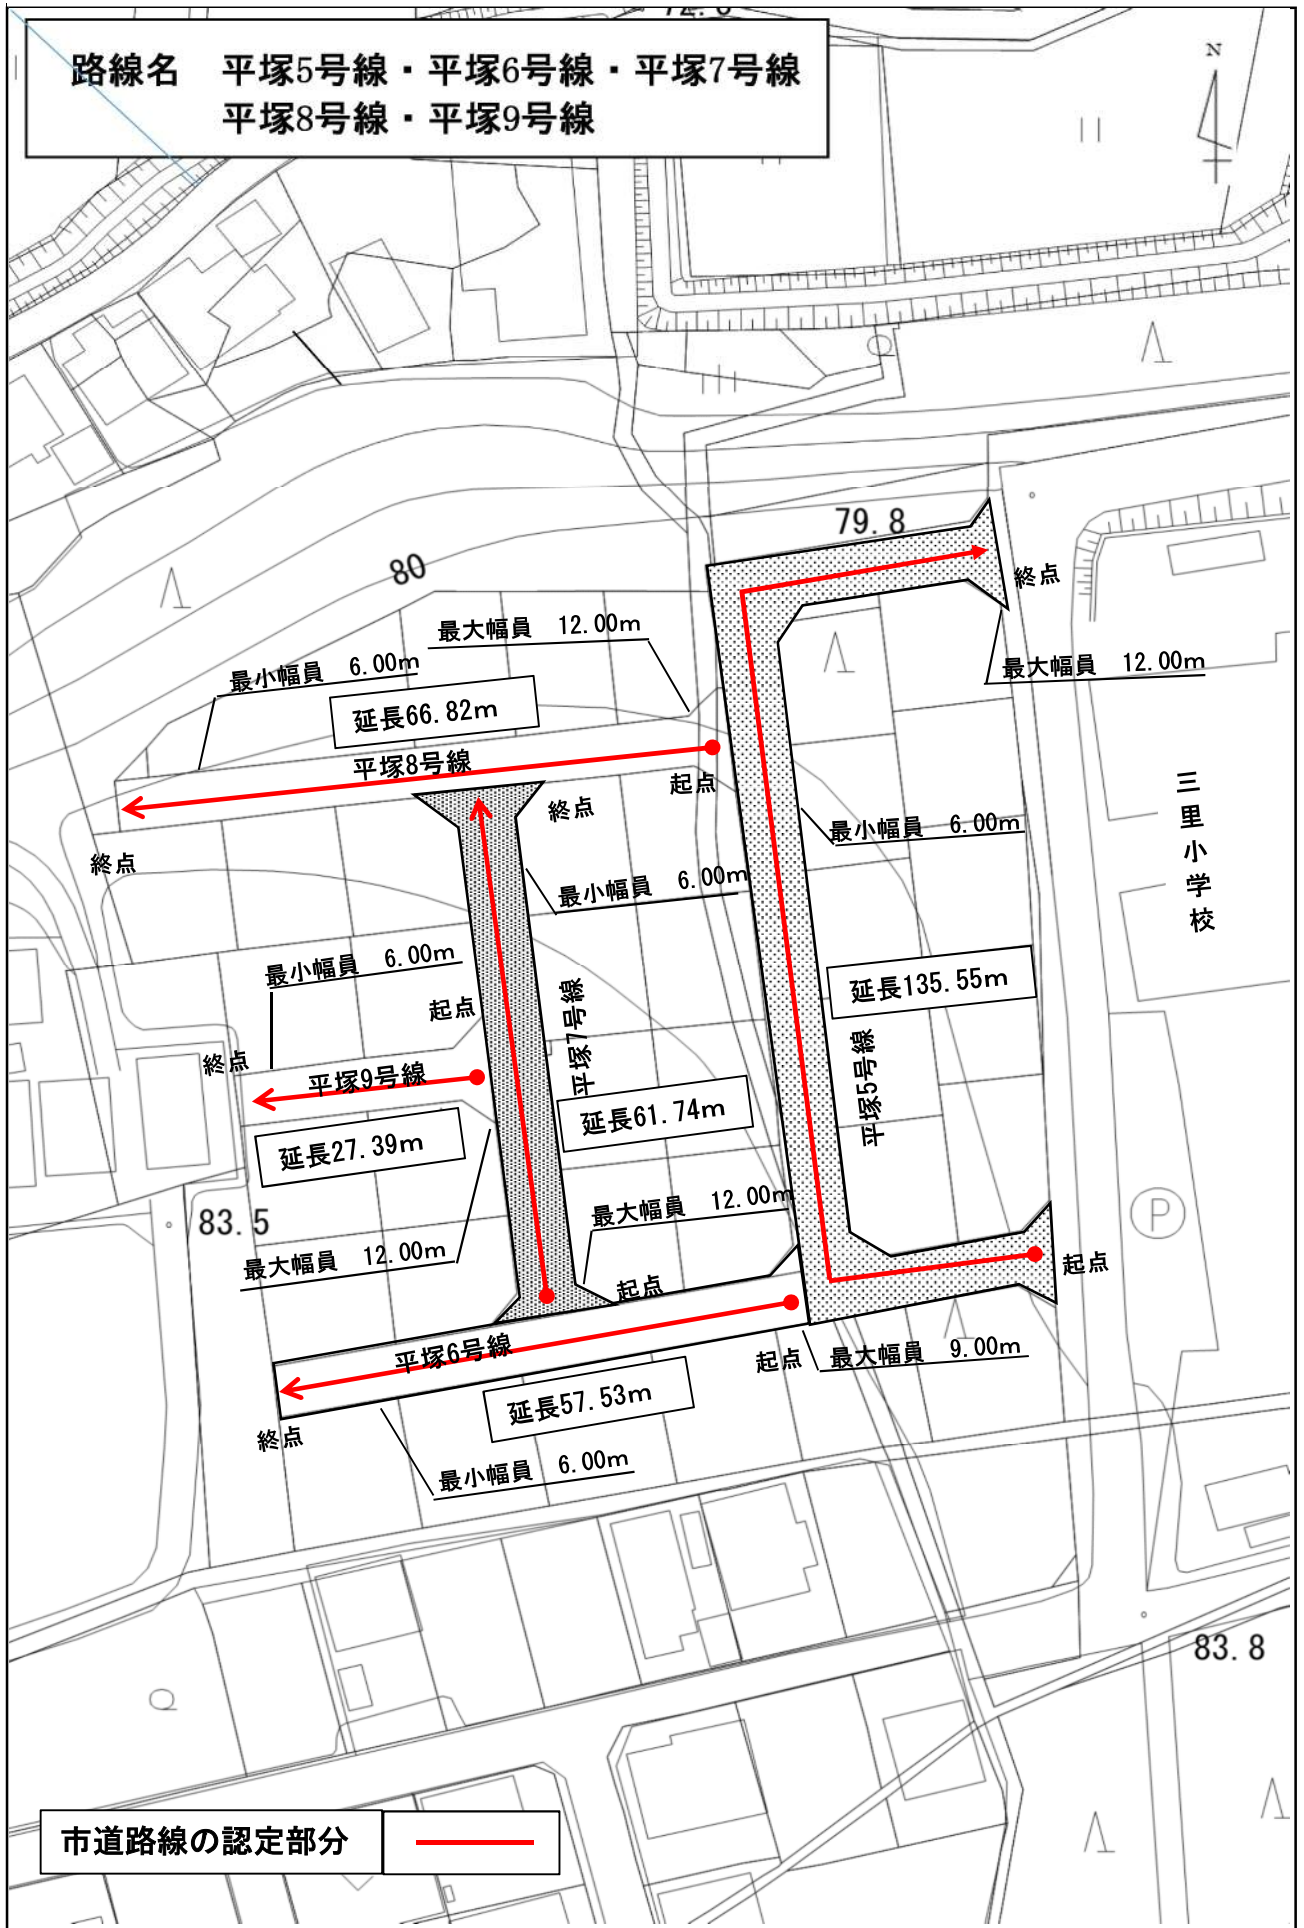 路線名　平塚5号線・平塚6号線・平塚7号線
平塚8号線・平塚9号線
N
79.8
80
終点
最大幅員　12.00m
最小幅員　6.00m
最大幅員　12.00m
延長66.82m
平塚8号線
起点
終点
終点
最小幅員　6.00m
三里小学校
最小幅員　6.00m
最小幅員　6.00m
延長135.55m
起点
平塚7号線
終点
平塚9号線
平塚5号線
延長61.74m
延長27.39m
83.5
最大幅員　12.00m
P
最大幅員　12.00m
起点
起点
平塚6号線
起点
最大幅員　9.00m
延長57.53m
終点
最小幅員　6.00m
83.8
市道路線の認定部分